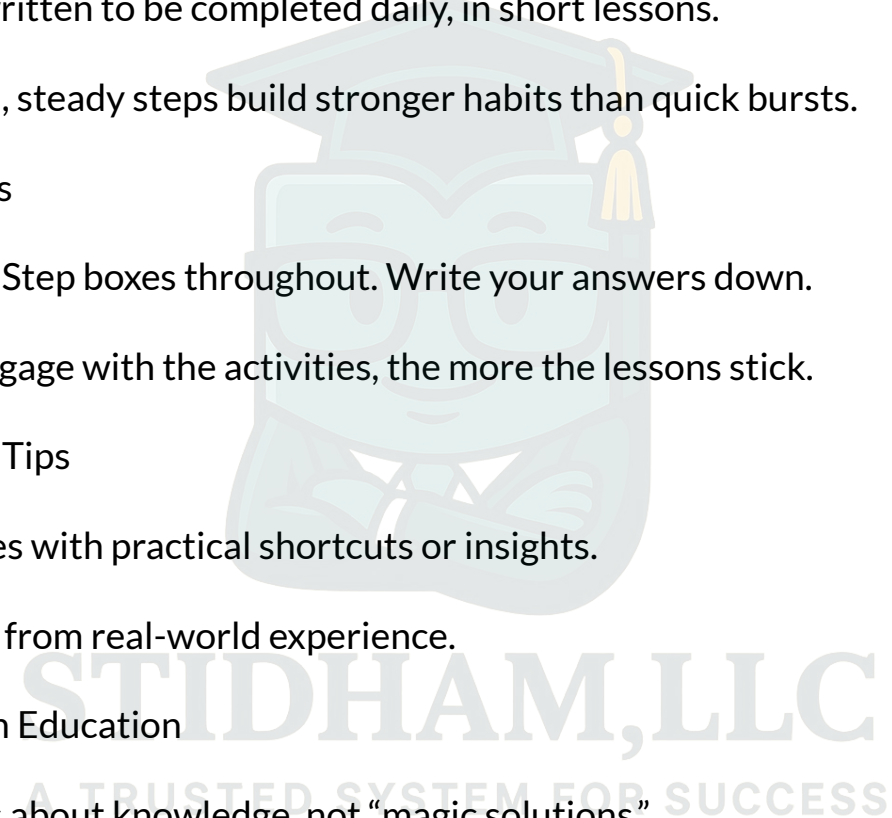 written to be completed daily, in short lessons.
, steady steps build stronger habits than quick bursts.
s
Step boxes throughout. Write your answers down.
gage with the activities, the more the lessons stick.
Tips
es with practical shortcuts or insights.
from real-world experience.
STIDHAM, LLC
n Education
A TRUSTED SYSTEM FOR SUCCESS
about knowledge, not “magic solutions.”